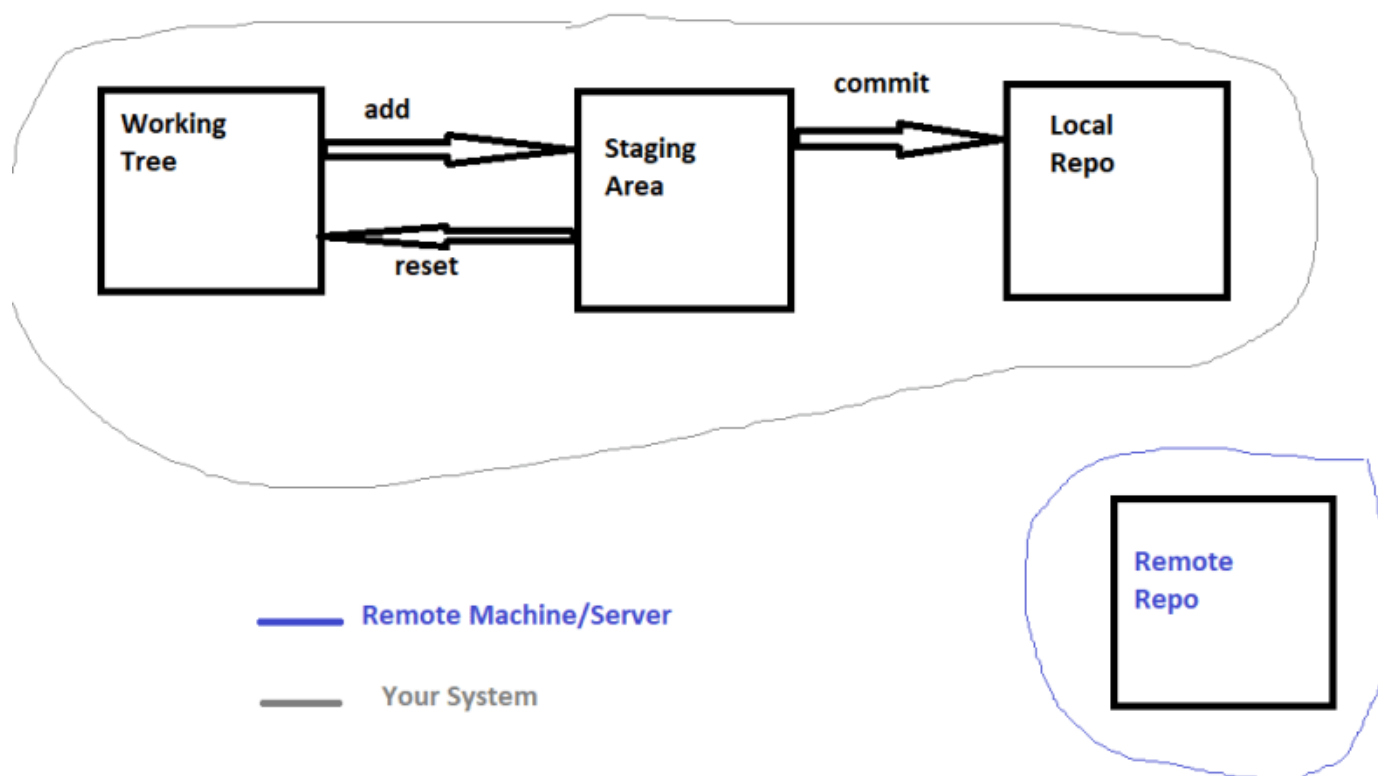 Working
Tree
add
reset
Staging
Area
commit
Local
Repo
Remote
Repo
Remote Machine/Server
Your System